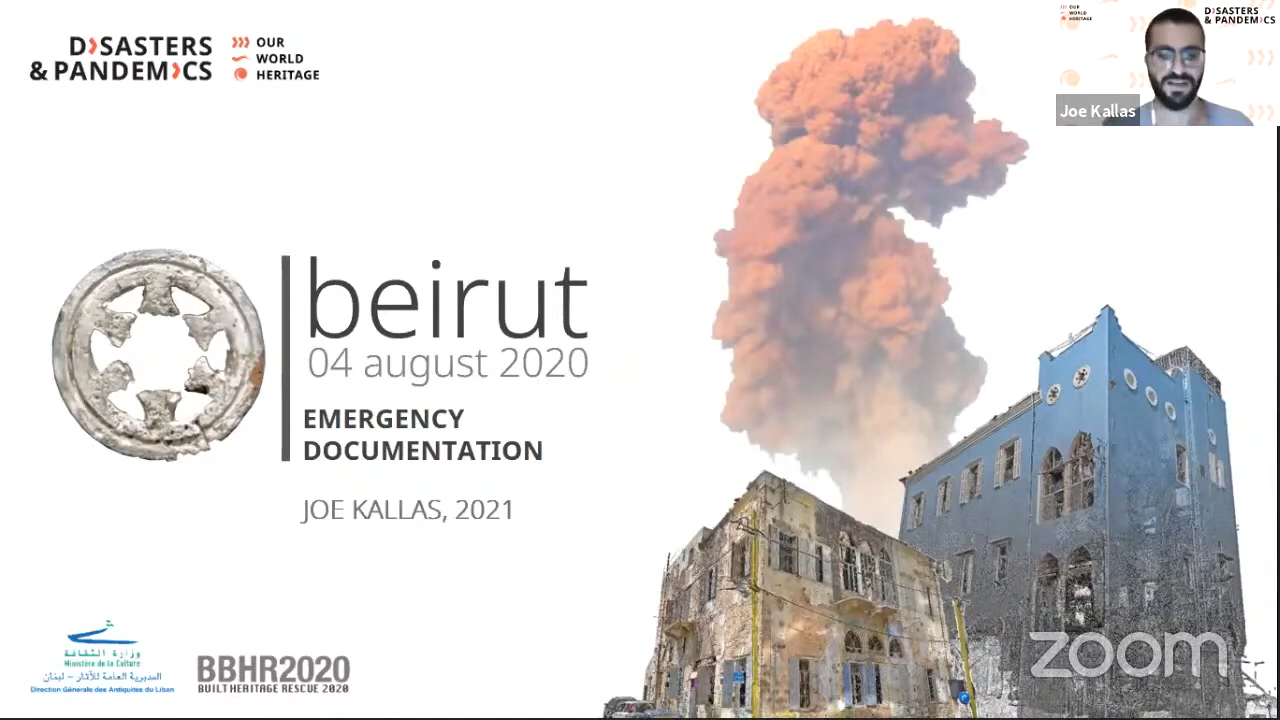 D›SASTERS
& PANDEM›CS
OUR
WORLD
HERITAGE
OUR
WORLD
HERITAGE
D›SASTERS
& PANDEM›CS
Joe Kallas
beirut
04 august 2020
EMERGENCY
DOCUMENTATION
JOE KALLAS, 2021
وزارة الثقافة
Ministère de la Culture
المديرية العامة للآثار - لبنان
Direction Générale des Antiquités du Liban
BBHR2020
BUILT HERITAGE RESCUE 2020
zoom